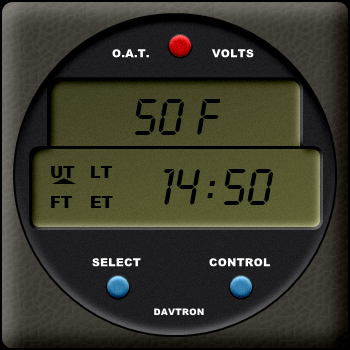 O.A.T. VOLTS
50 F
UT LT
FT ET
14:50
SELECT CONTROL
DAVTRON